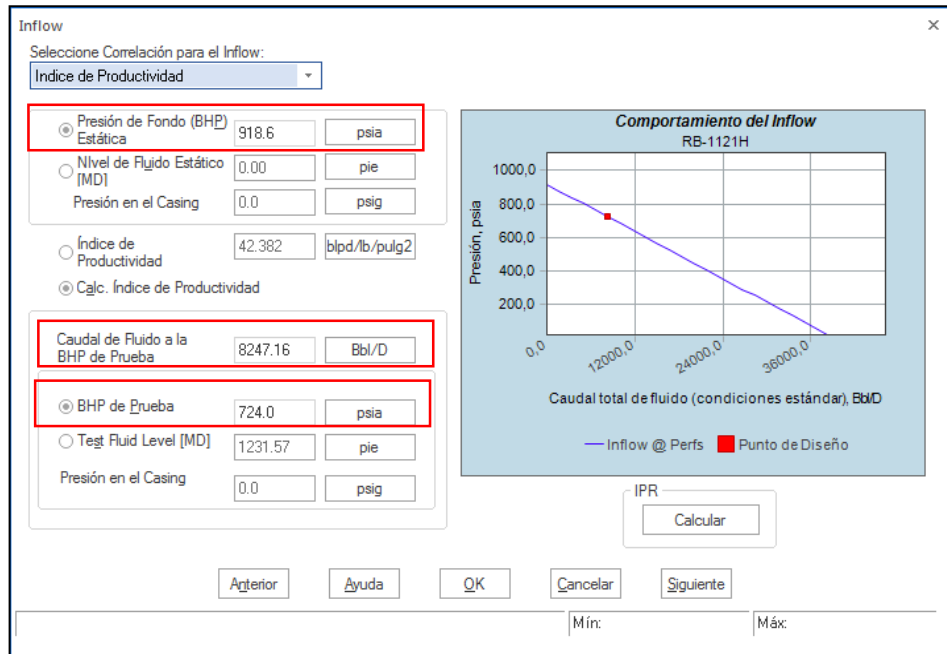 Inflow
Seleccione Correlación para el Inflow:
Indice de Productividad
Presión de Fondo (BHP)
Estática
918.6
psia
NIvel de Fluido Estático
[MD]
0.00
pie
Presión en el Casing
0.0
psig
Índice de
Productividad
42.382
blpd/lb/pulg2
Calc. Índice de Productividad
Caudal de Fluido a la
BHP de Prueba
8247.16
Bbl/D
BHP de Prueba
724.0
psia
Test Fluid Level [MD]
1231.57
pie
Presión en el Casing
0.0
psig
Comportamiento del Inflow
RB-1121H
Presión, psia
1000,0
800,0
600,0
400,0
200,0
0,0
12000,0
24000,0
36000,0
Caudal total de fluido (condiciones estándar), Bbl/D
Inflow @ Perfs
Punto de Diseño
IPR
Calcular
Anterior
Ayuda
OK
Cancelar
Siguiente
Mín:
Máx: